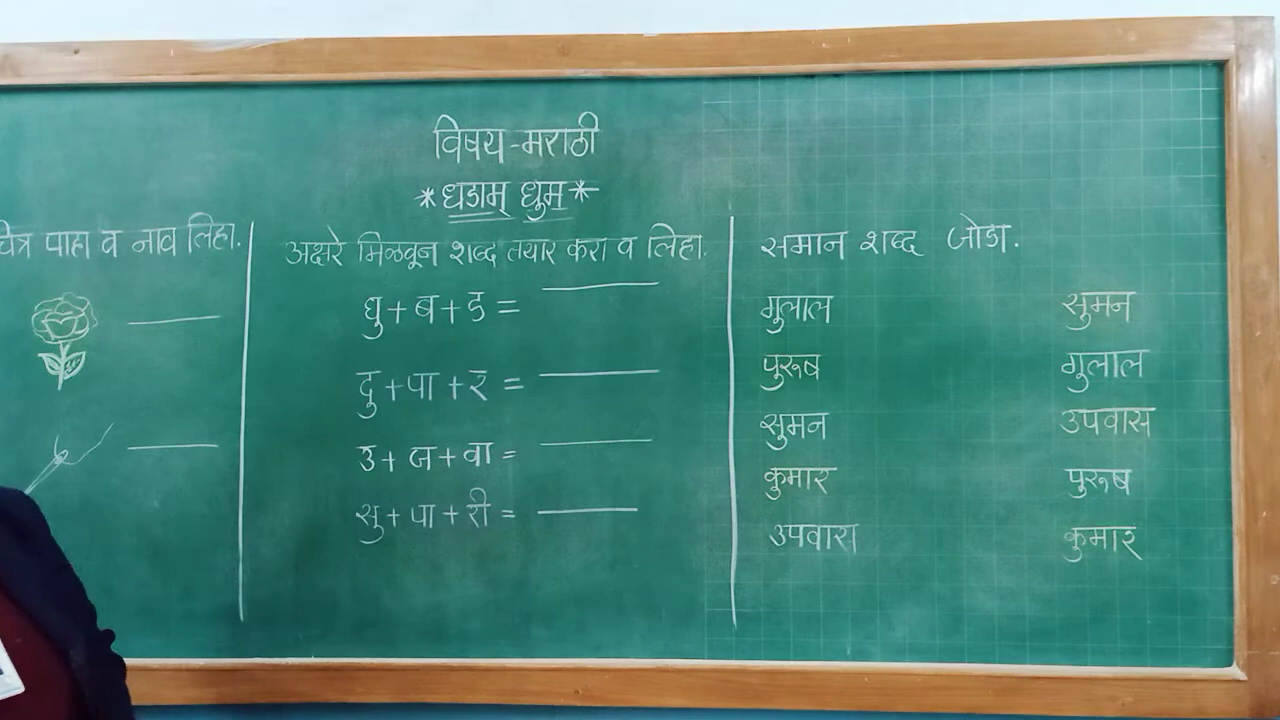 विषय-मराठी
*धडाम् धुम*
चित्र पाहा व नाव लिहा.
अक्षरे मिळवून शब्द तयार करा व लिहा.
घु+ब+ड =
दु+पा+र =
उ+ज+वा =
सु+पा+री =
समान शब्द जोडा.
गुलाल सुमन
पुरूष गुलाल
सुमन उपवास
कुमार पुरूष
उपवास कुमार